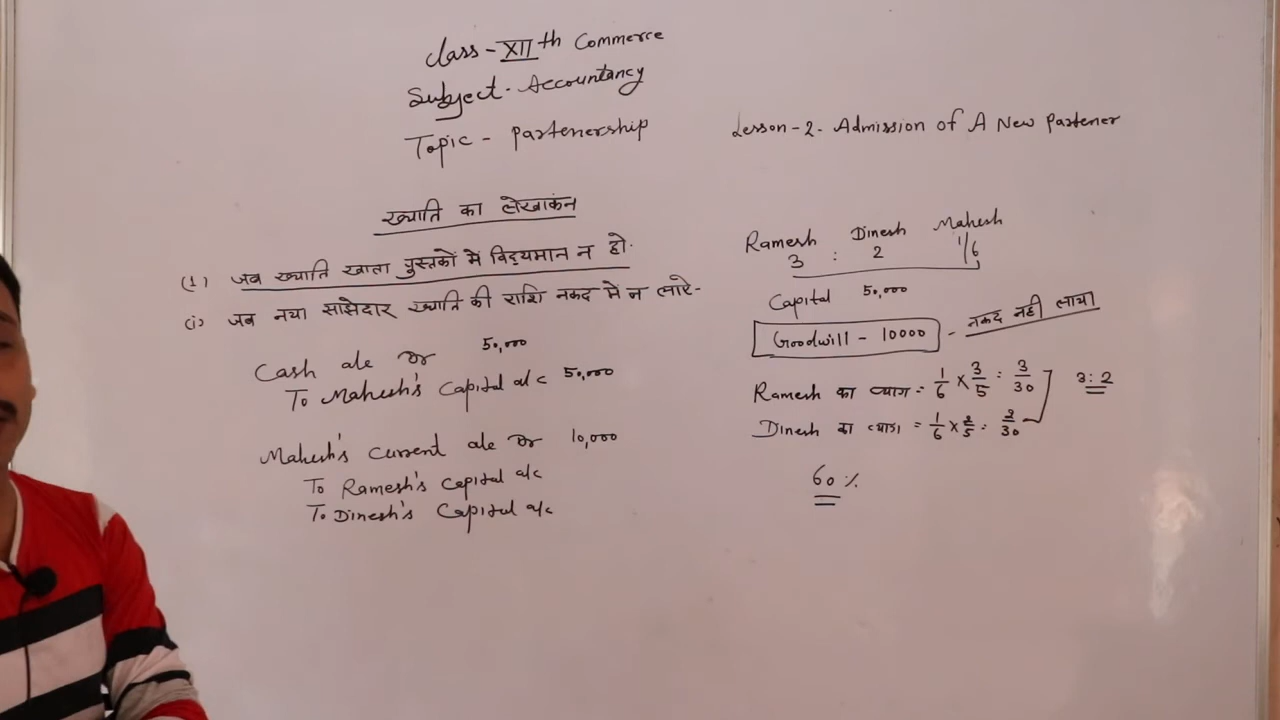 Class - XIIth Commerce
Subject - Accountancy
Topic - Partenership
Lesson - 2 - Admission of A New Partener
ख्याति का लेखाकंन
(1) जब ख्याति खाता पुस्तकों में विद्यमान न हो.
(i) जब नया साझेदार ख्याति की राशि नकद में न लाऐ -
Cash a/c Dr 50,000
To Mahesh's Capital a/c 50,000
Mahesh's Current a/c Dr 10,000
To Ramesh's Capital a/c
To Dinesh's Capital a/c
Ramesh Dinesh Mahesh
3 : 2 1/6
Capital 50,000
Goodwill - 10000 - नकद नही लाया
Ramesh का त्याग = 1/6 × 3/5 = 3/30
Dinesh का त्याग = 1/6 × 2/5 = 2/30
3:2
60%